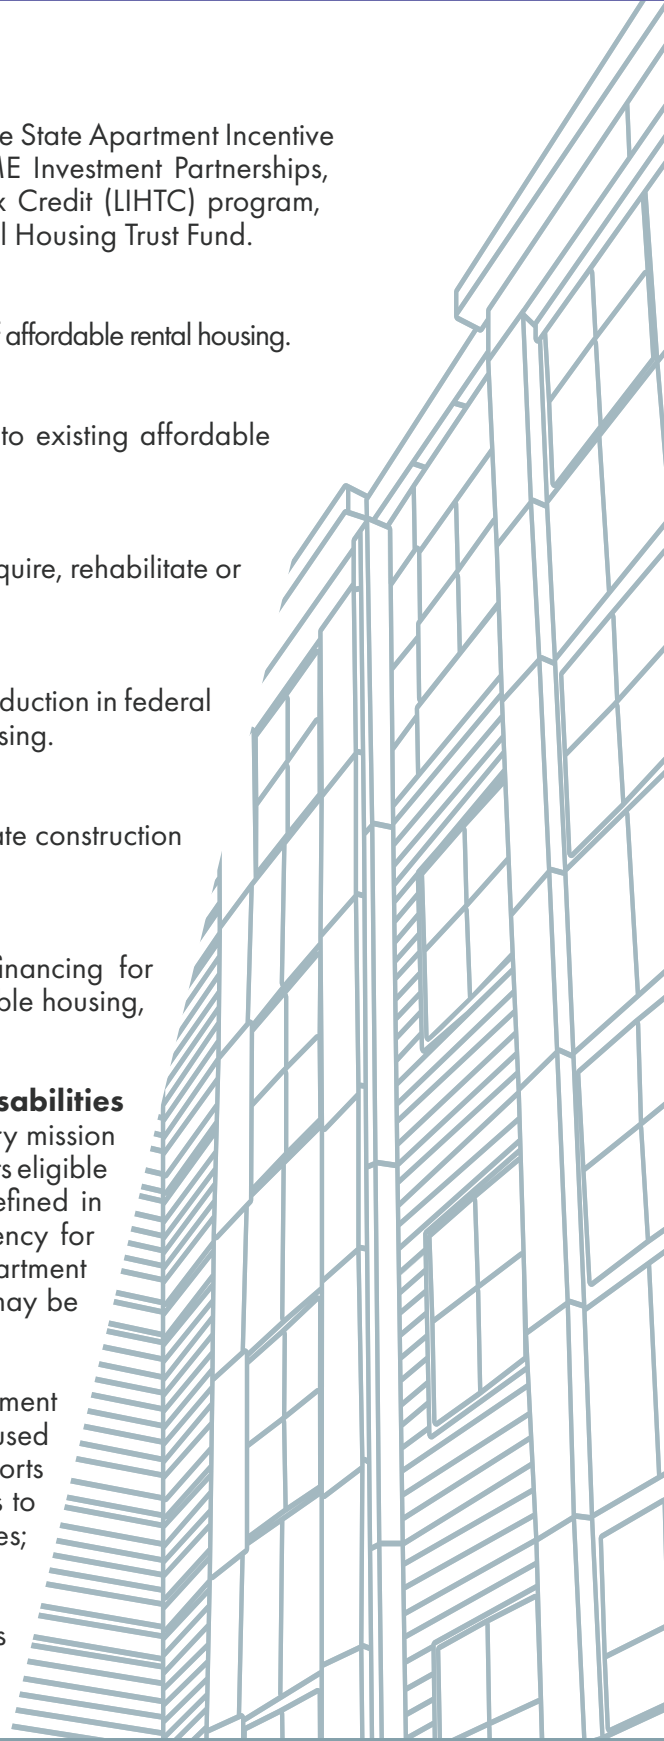 e State Apartment Incentive
ME Investment Partnerships,
x Credit (LIHTC) program,
l Housing Trust Fund.
f affordable rental housing.
to existing affordable
quire, rehabilitate or
duction in federal
sing.
ate construction
inancing for
ble housing,
sabilities
ry mission
ts eligible
efined in
ency for
artment
may be
ment
used
orts
s to
es;
s